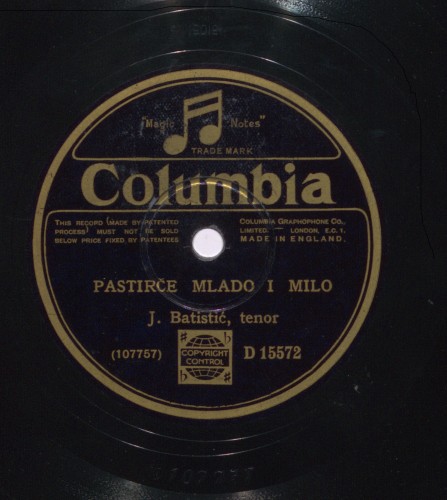 "Magic Notes"
TRADE MARK
Columbia
THIS RECORD (MADE BY PATENTED
PROCESS) MUST NOT BE SOLD
BELOW PRICE FIXED BY PATENTEES
COLUMBIA GRAPHOPHONE CO.,
LIMITED. — LONDON, E.C. 1.
MADE IN ENGLAND.
PASTIRČE MLADO I MILO
J. Batistić, tenor
(107757)
COPYRIGHT
CONTROL
D 15572